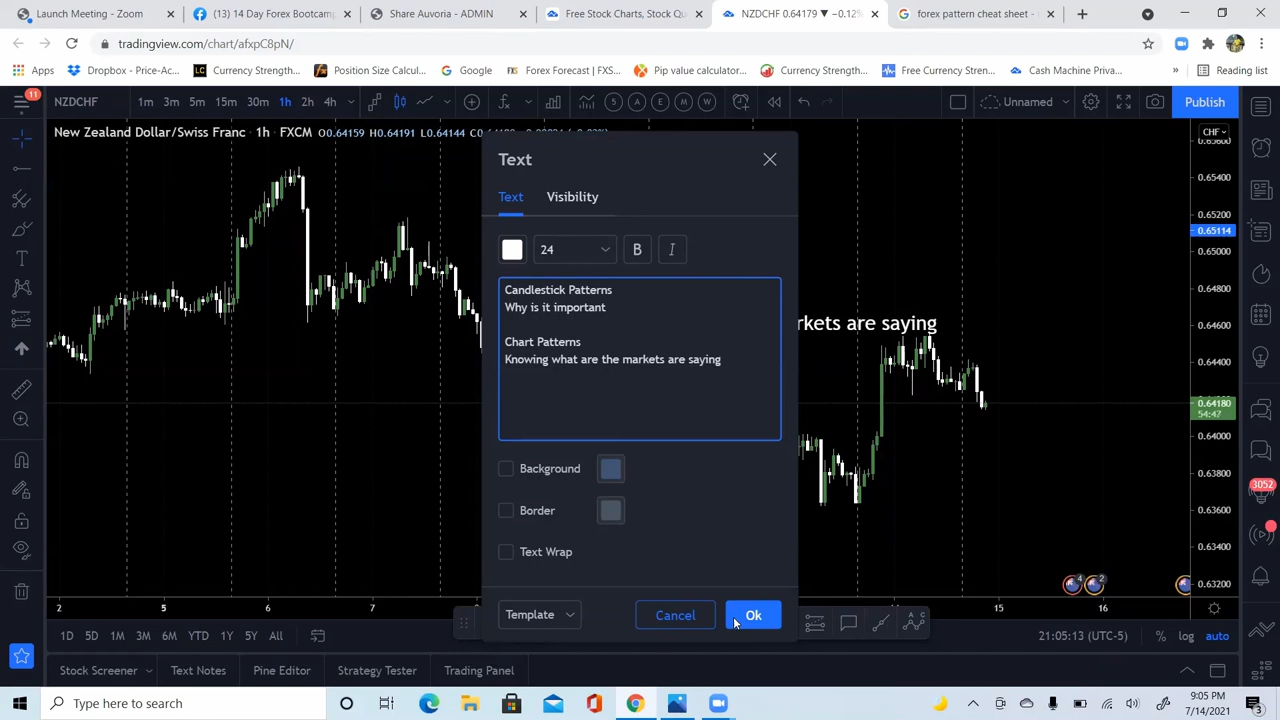 Launch Meeting - Zoom
(13) 14 Day Forex Bootcamp
Share Auvoria - ADMIN
Free Stock Charts, Stock Qu
NZDCHF 0.64179 ▼ −0.12%
forex pattern cheat sheet -
tradingview.com/chart/afxpC8pN/
Apps
Dropbox - Price-Ac...
Currency Strength...
Position Size Calcul...
Google
Forex Forecast | FXS...
Pip value calculator...
Currency Strength...
Free Currency Stren...
Cash Machine Priva...
»
Reading list
11
NZDCHF
1m 3m 5m 15m 30m 1h 2h 4h
Unnamed
Publish
New Zealand Dollar/Swiss Franc · 1h · FXCM O0.64159 H0.64191 L0.64144
CHF
0.65400
0.65200
0.65114
0.65000
0.64800
0.64600
0.64400
0.64180
54:47
0.64000
0.63800
0.63600
0.63400
0.63200
Text
Text Visibility
24 B I
Candlestick Patterns
Why is it important
Chart Patterns
Knowing what are the markets are saying
rkets are saying
Background
Border
Text Wrap
Template
Cancel
Ok
3052
4
2
2 5 6 7 15 16
1D 5D 1M 3M 6M YTD 1Y 5Y All
21:05:13 (UTC-5)
% log auto
Stock Screener
Text Notes
Pine Editor
Strategy Tester
Trading Panel
Type here to search
9:05 PM
7/14/2021
3